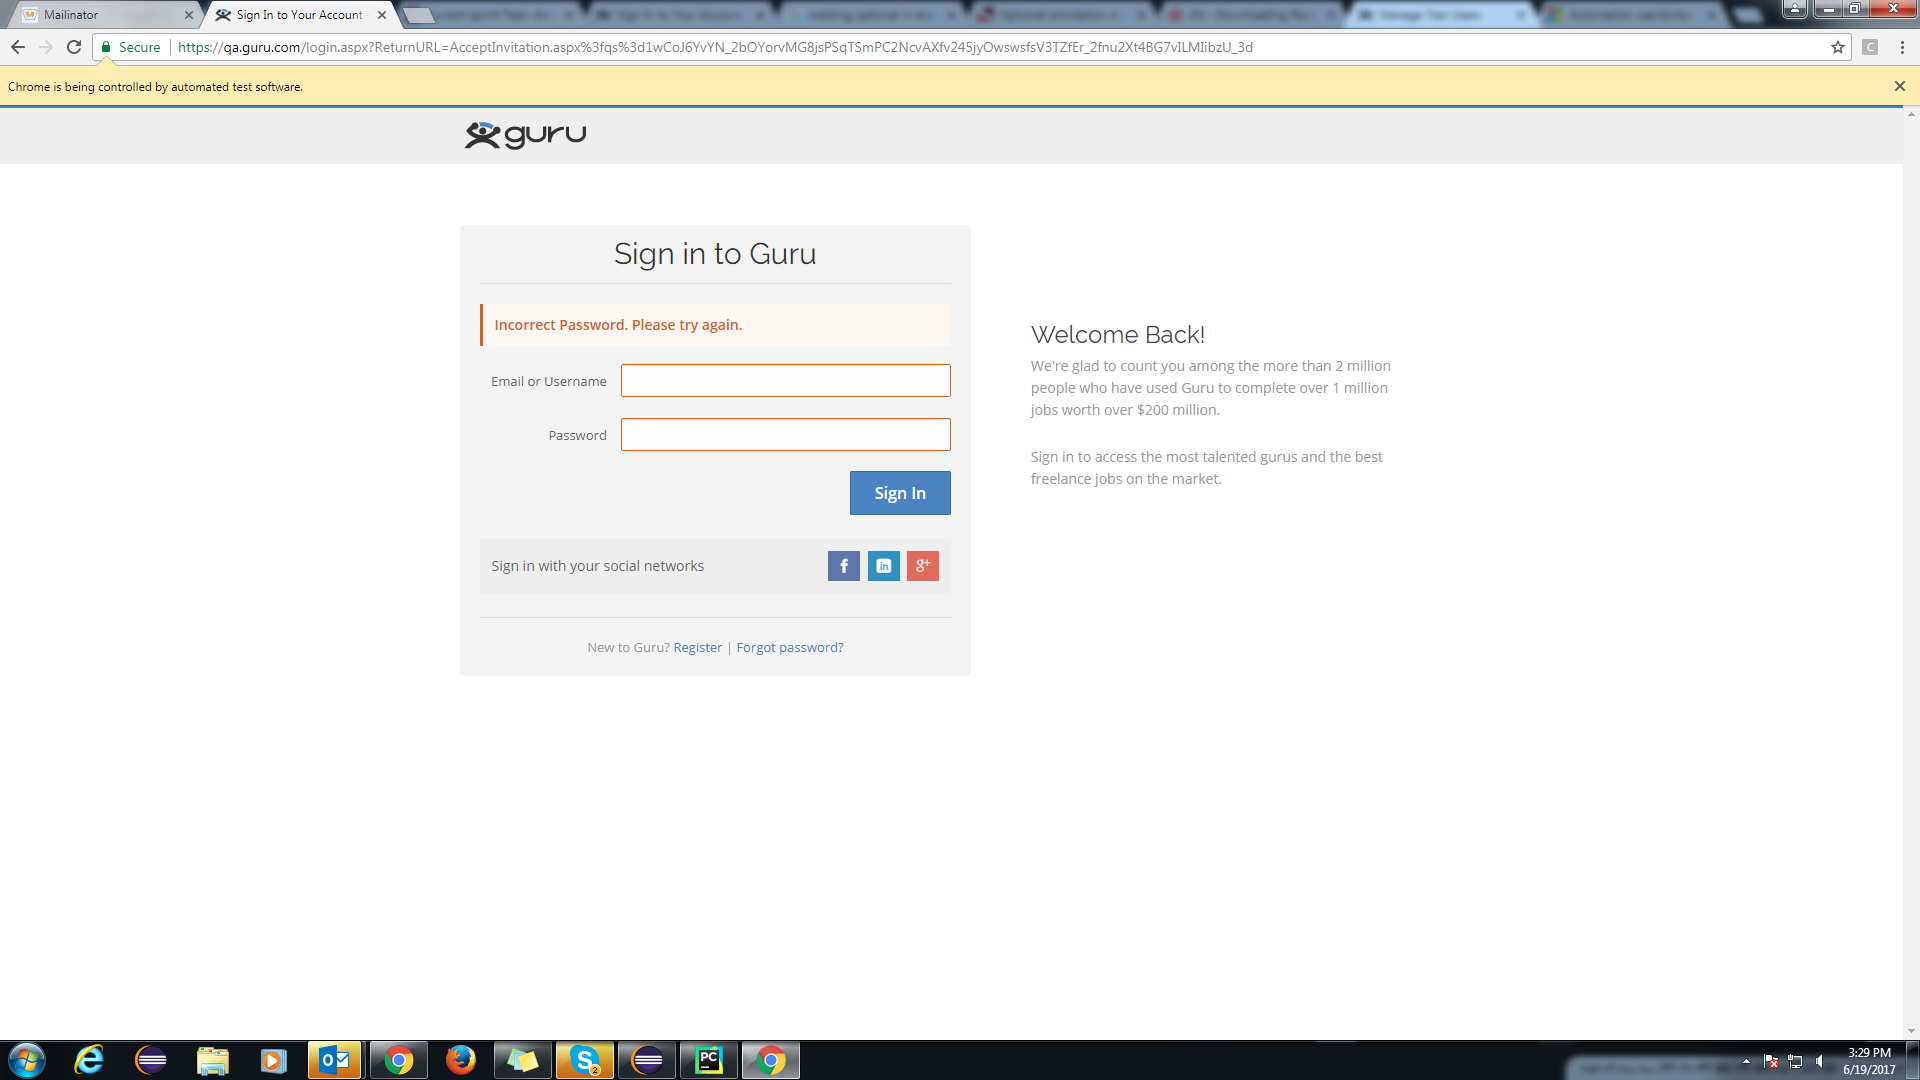 Mailinator
Sign In to Your Account
Secure
https://qa.guru.com/login.aspx?ReturnURL=AcceptInvitation.aspx%3fqs%3d1wCoJ6YvYN_2bOYorvMG8jsPSqTSmPC2NcvAXfv245jyOwswsfsV3TZfEr_2fnu2Xt4BG7vILMIibzU_3d
C
Chrome is being controlled by automated test software.
guru
Sign in to Guru
Incorrect Password. Please try again.
Email or Username
Password
Sign In
Sign in with your social networks
f
in
g+
New to Guru? Register | Forgot password?
Welcome Back!
We're glad to count you among the more than 2 million
people who have used Guru to complete over 1 million
jobs worth over $200 million.
Sign in to access the most talented gurus and the best
freelance jobs on the market.
2
PC
3:29 PM
6/19/2017